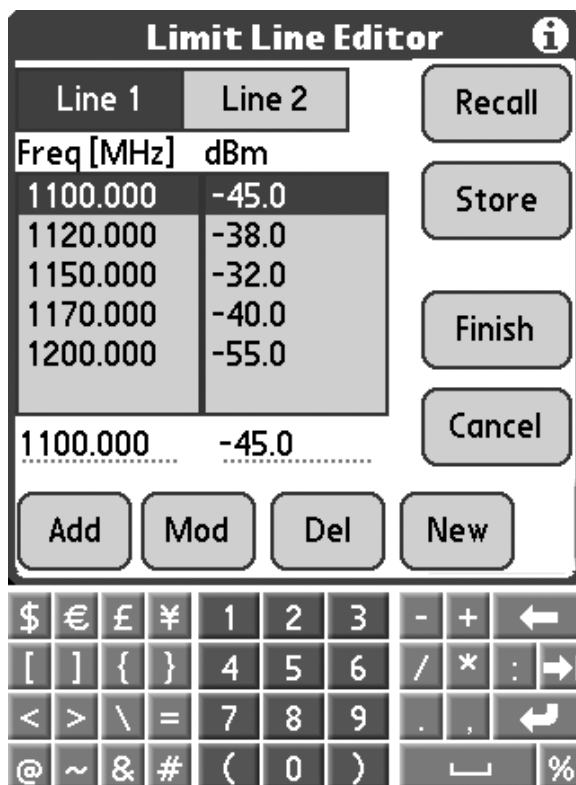 Limit Line Editor i
Line 1 Line 2 Recall
Freq [MHz] dBm
1100.000 -45.0 Store
1120.000 -38.0
1150.000 -32.0
1170.000 -40.0 Finish
1200.000 -55.0
1100.000 -45.0 Cancel
Add Mod Del New
$ € £ ¥ 1 2 3 - +
[ ] { } 4 5 6 / * :
< > \ = 7 8 9 . ,
@ ~ & # ( 0 ) %